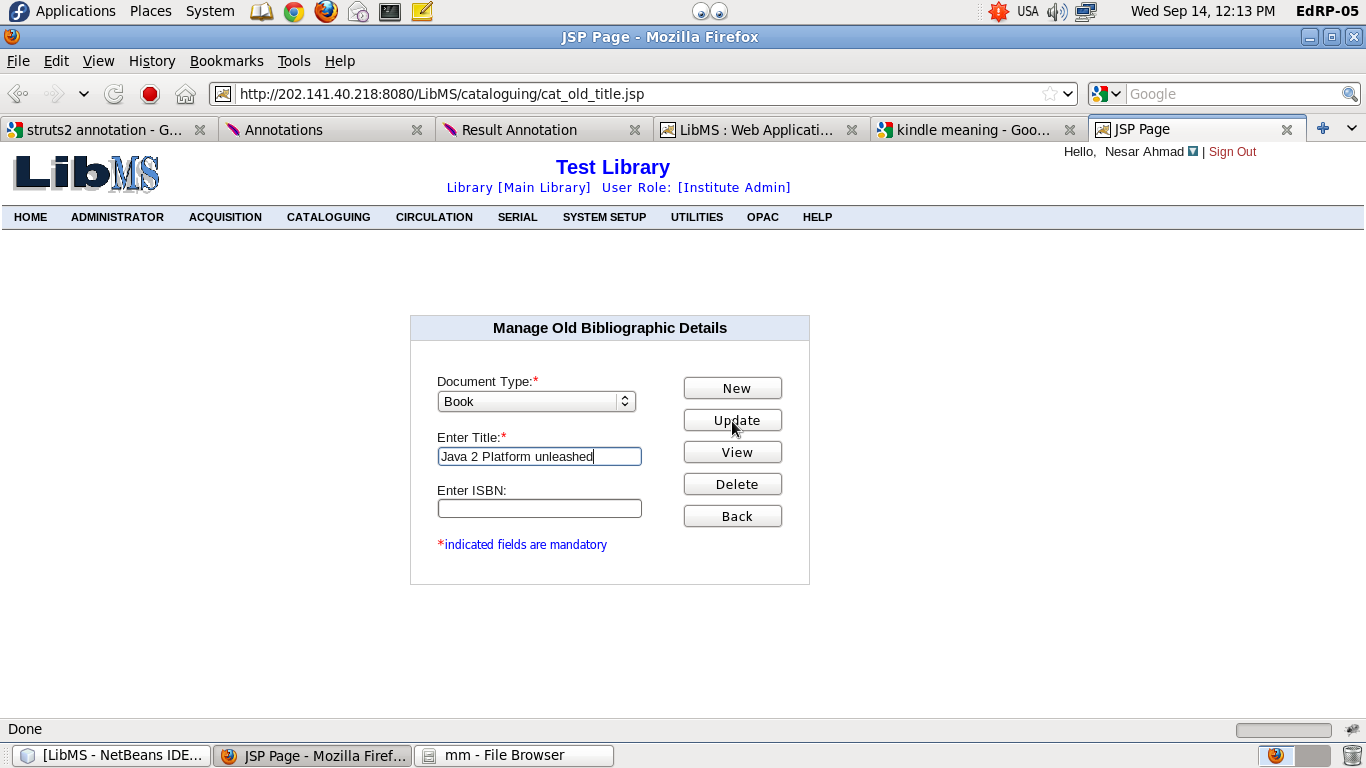 Applications Places System USA Wed Sep 14, 12:13 PM EdRP-05
JSP Page - Mozilla Firefox
File Edit View History Bookmarks Tools Help
http://202.141.40.218:8080/LibMS/cataloguing/cat_old_title.jsp Google
struts2 annotation - G... Annotations Result Annotation LibMS : Web Applicati... kindle meaning - Goo... JSP Page
Hello, Nesar Ahmad | Sign Out
LibMS
Test Library
Library [Main Library] User Role: [Institute Admin]
HOME ADMINISTRATOR ACQUISITION CATALOGUING CIRCULATION SERIAL SYSTEM SETUP UTILITIES OPAC HELP
Manage Old Bibliographic Details
Document Type:*
Book
Enter Title:*
Java 2 Platform unleashed
Enter ISBN:
*indicated fields are mandatory
New
Update
View
Delete
Back
Done
[LibMS - NetBeans IDE... JSP Page - Mozilla Firef... mm - File Browser